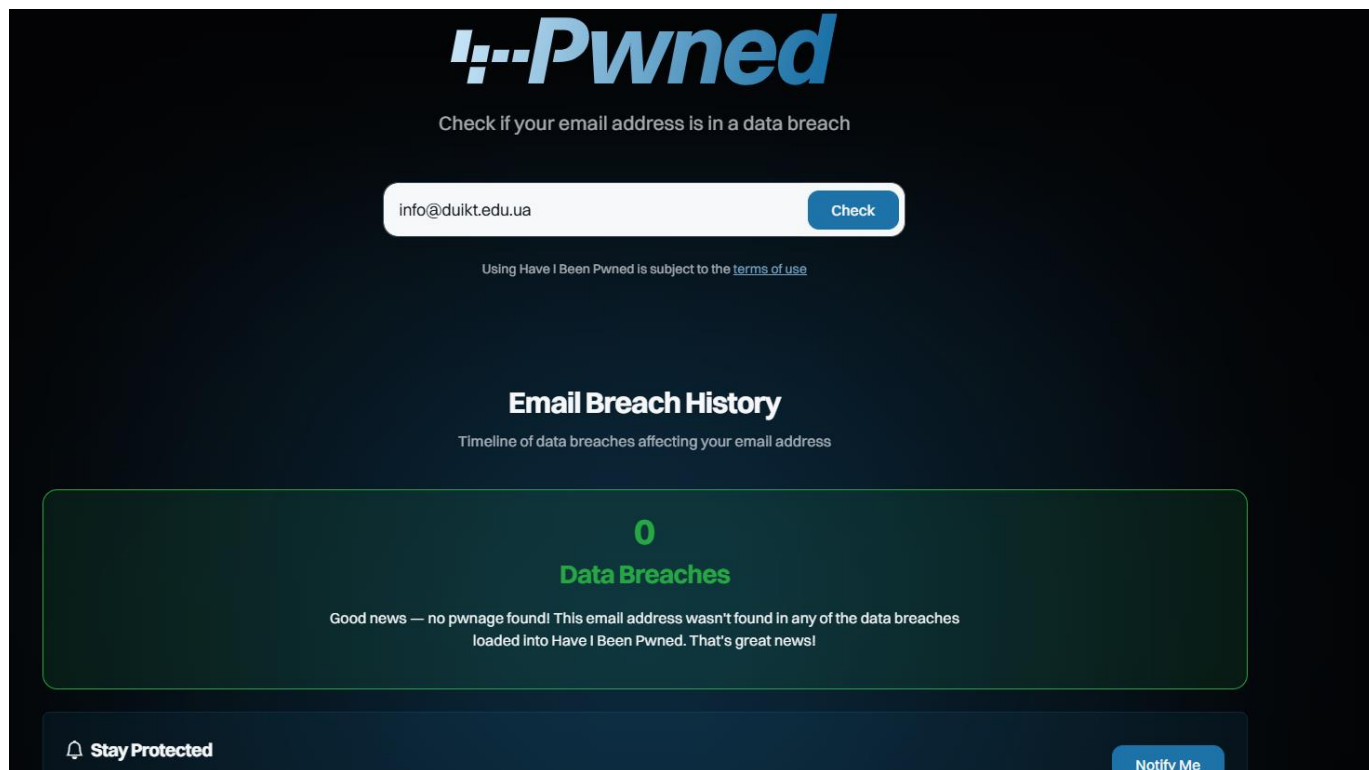 Pwned
Check if your email address is in a data breach
info@duikt.edu.ua
Check
Using Have I Been Pwned is subject to the terms of use
Email Breach History
Timeline of data breaches affecting your email address
0
Data Breaches
Good news — no pwnage found! This email address wasn't found in any of the data breaches
loaded into Have I Been Pwned. That's great news!
Stay Protected
Notify Me